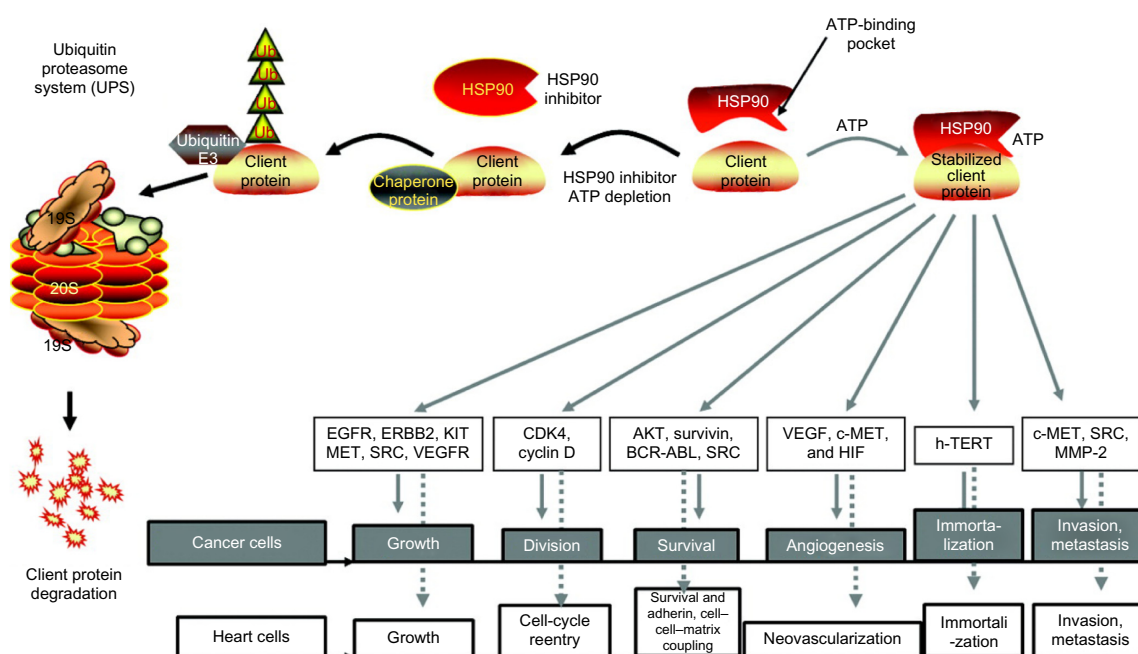 Ubiquitin
proteasome
system (UPS)
Ub
Ub
Ub
Ub
Ubiquitin
E3
Client
protein
HSP90
HSP90
inhibitor
Chaperone
protein
Client
protein
HSP90 inhibitor
ATP depletion
ATP-binding
pocket
HSP90
Client
protein
ATP
HSP90
ATP
Stabilized
client
protein
19S
20S
19S
Client protein
degradation
EGFR, ERBB2, KIT
MET, SRC, VEGFR
CDK4,
cyclin D
AKT, survivin,
BCR-ABL, SRC
VEGF, c-MET,
and HIF
h-TERT
c-MET, SRC,
MMP-2
Cancer cells
Growth
Division
Survival
Angiogenesis
Immorta-
lization
Invasion,
metastasis
Heart cells
Growth
Cell-cycle
reentry
Survival and
adherin, cell–
cell–matrix
coupling
Neovascularization
Immortali
-zation
Invasion,
metastasis